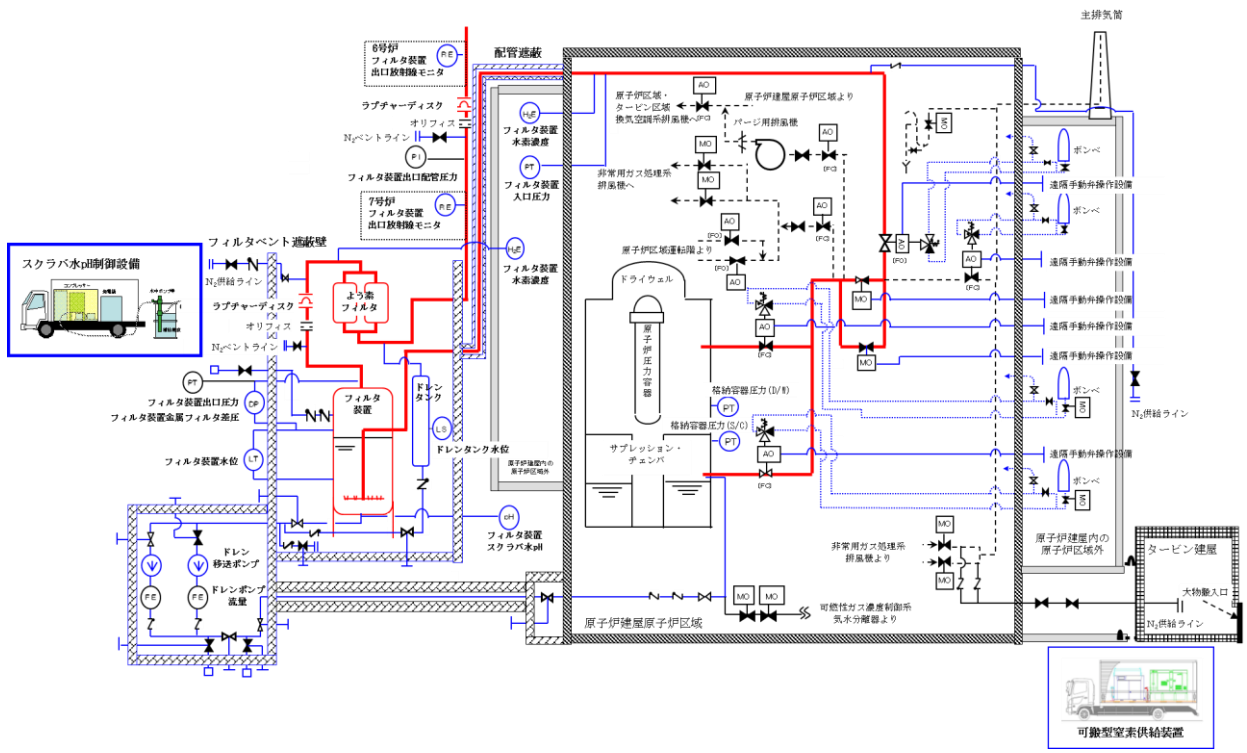 主排気筒
6号炉
フィルタ装置
出口放射線モニタ
RE
配管遮蔽
ラプチャーディスク
オリフィス
N₂ベントライン
PI
フィルタ装置出口配管圧力
7号炉
フィルタ装置
出口放射線モニタ
RE
H₂E
フィルタ装置
水素濃度
PT
フィルタ装置
入口圧力
H₂E
フィルタ装置
水素濃度
フィルタベント遮蔽壁
スクラバ水pH制御設備
コンプレッサー
N₂供給ライン
ラプチャーディスク
オリフィス
N₂ベントライン
よう素
フィルタ
PT
フィルタ装置出口圧力
DP
フィルタ装置金属フィルタ差圧
LT
フィルタ装置水位
フィルタ
装置
ドレン
タンク
LS
ドレンタンク水位
pH
フィルタ装置
スクラバ水pH
ドレン
移送ポンプ
ドレンポンプ
流量
FE
FE
原子炉建屋内の
原子炉区域外
原子炉区域・
タービン区域
換気空調系排風機へ
AO
[FC]
原子炉建屋原子炉区域より
パージ用排風機
AO
[FC]
MO
非常用ガス処理系
排風機へ
MO
AO
[FC]
AO
[FO]
原子炉区域運転階より
AO
[FO]
MO
AO
[FO]
AO
[FC]
MO
MO
ドライウェル
原子炉圧力容器
AO
[FC]
格納容器圧力(D/W)
PT
格納容器圧力(S/C)
PT
サプレッション・
チェンバ
AO
[FC]
ボンベ
遠隔手動弁操作設備
ボンベ
遠隔手動弁操作設備
遠隔手動弁操作設備
遠隔手動弁操作設備
遠隔手動弁操作設備
ボンベ
MO
N₂供給ライン
遠隔手動弁操作設備
ボンベ
MO
MO
非常用ガス処理系
排風機より
MO
原子炉建屋内の
原子炉区域外
タービン建屋
大物搬入口
N₂供給ライン
MO
MO
可燃性ガス濃度制御系
気水分離器より
原子炉建屋原子炉区域
可搬型窒素供給装置